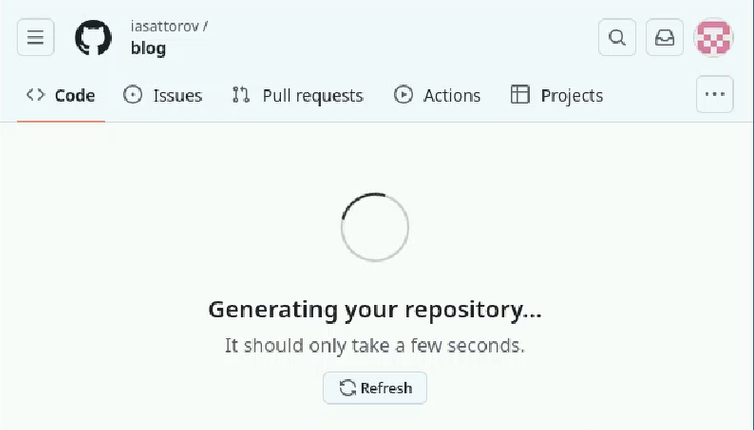 iasattorov /
blog
Code Issues Pull requests Actions Projects
Generating your repository...
It should only take a few seconds.
Refresh